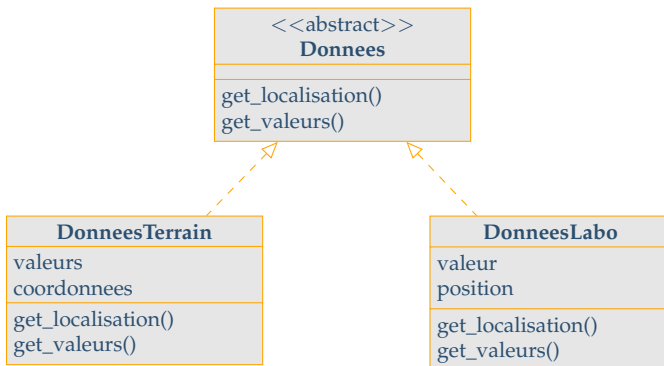 <<abstract>>
Donnees
get_localisation()
get_valeurs()
DonneesTerrain
valeurs
coordonnees
get_localisation()
get_valeurs()
DonneesLabo
valeur
position
get_localisation()
get_valeurs()